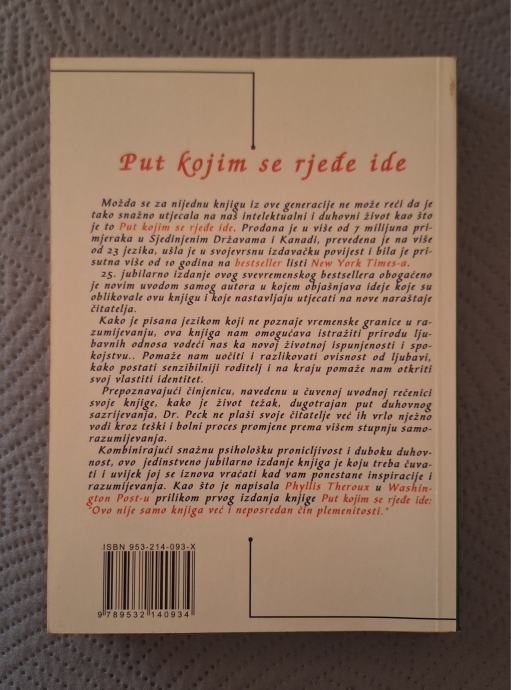 Put kojim se rjeđe ide
Možda se za nijednu knjigu iz ove generacije ne može reći da je
tako snažno utjecala na naš intelektualni i duhovni život kao što
je to Put kojim se rjeđe ide. Prodana je u više od 7 milijuna pri-
mjeraka u Sjedinjenim Državama i Kanadi, prevedena je na više
od 23 jezika, ušla je u svojevrsnu izdavačku povijest i bila je pri-
sutna više od 10 godina na bestseller listi New York Times-a.
25. jubilarno izdanje ovog svevremenskog bestsellera obogaćeno
je novim uvodom samog autora u kojem objašnjava ideje koje su
oblikovale ovu knjigu i koje nastavljaju utjecati na nove naraštaje
čitatelja.
Kako je pisana jezikom koji ne poznaje vremenske granice u ra-
zumijevanju, ova knjiga nam omogućava istražiti prirodu lju-
bavnih odnosa vodeći nas ka novoj životnoj ispunjenosti i spo-
kojstvu.. Pomaže nam uočiti i razlikovati ovisnost od ljubavi,
kako postati senzibilniji roditelj i na kraju pomaže nam otkriti
svoj vlastiti identitet.
Prepoznavajući činjenicu, navedenu u čuvenoj uvodnoj rečenici
svoje knjige, kako je život težak, dugotrajan put duhovnog
sazrijevanja, Dr. Peck ne plaši svoje čitatelje već ih vrlo nježno
vodi kroz teški i bolni proces promjene prema višem stupnju samo-
razumijevanja.
Kombinirajući snažnu psihološku pronicljivost i duboku duhov-
nost, ovo jedinstveno jubilarno izdanje knjiga je koju treba čuva-
ti i uvijek joj se iznova vraćati kad vam ponestane inspiracije i
razumijevanja. Kao što je napisala Phyllis Theroux u Washin-
gton Post-u prilikom prvog izdanja knjige Put kojim se rjeđe ide:
"Ovo nije samo knjiga već i neposredan čin plemenitosti."
ISBN 953-214-093-X
9 789532 140934